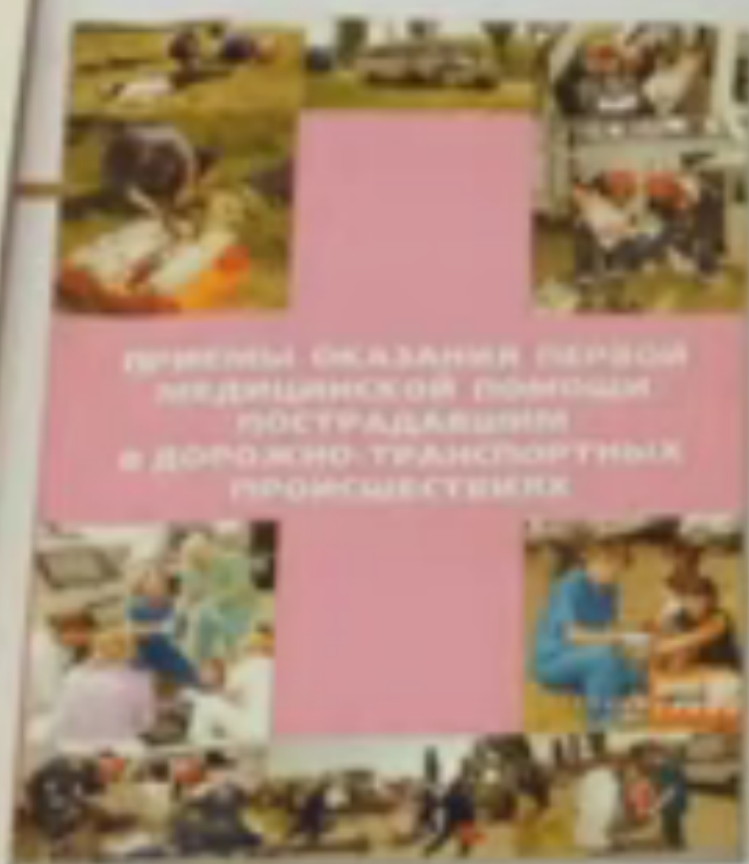 ПРИЕМЫ ОКАЗАНИЯ ПЕРВОЙ
МЕДИЦИНСКОЙ ПОМОЩИ
ПОСТРАДАВШИМ
в ДОРОЖНО-ТРАНСПОРТНЫХ
ПРОИСШЕСТВИЯХ